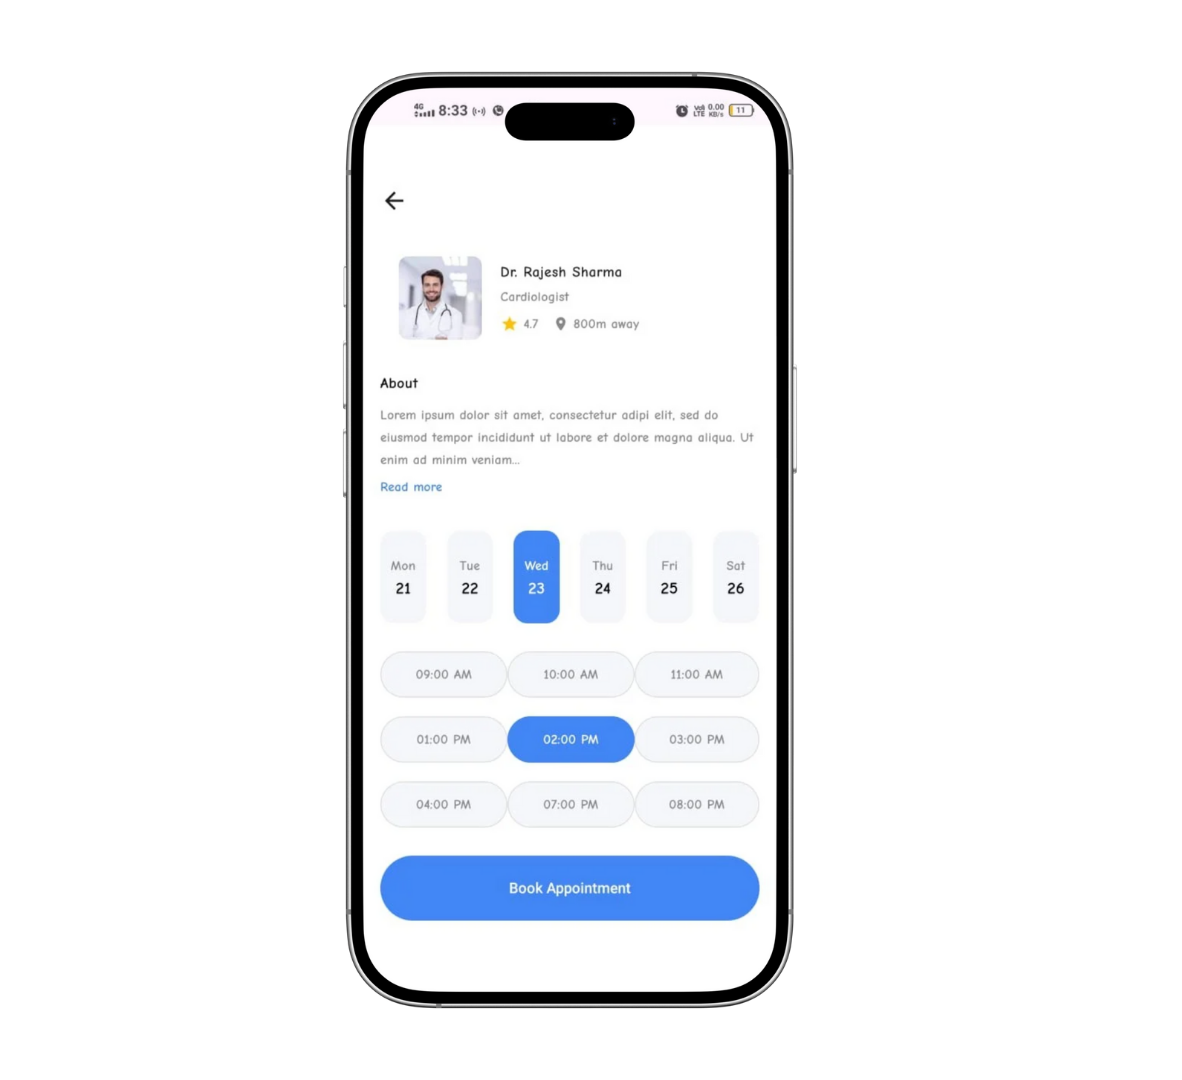 4G 8:33 Vo) 0.00 11
LTE KB/s
Dr. Rajesh Sharma
Cardiologist
4.7 800m away
About
Lorem ipsum dolor sit amet, consectetur adipi elit, sed do
eiusmod tempor incididunt ut labore et dolore magna aliqua. Ut
enim ad minim veniam...
Read more
Mon Tue Wed Thu Fri Sat
21 22 23 24 25 26
09:00 AM 10:00 AM 11:00 AM
01:00 PM 02:00 PM 03:00 PM
04:00 PM 07:00 PM 08:00 PM
Book Appointment